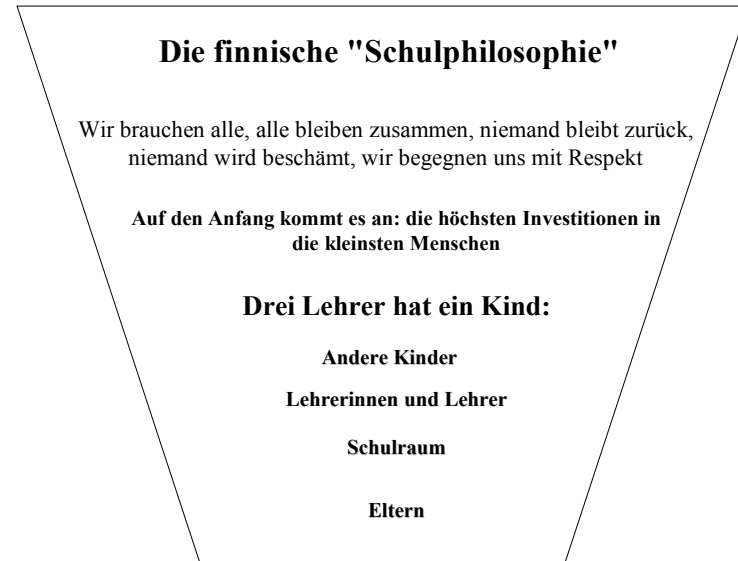 Die finnische "Schulphilosophie"
Wir brauchen alle, alle bleiben zusammen, niemand bleibt zurück,
niemand wird beschämt, wir begegnen uns mit Respekt
Auf den Anfang kommt es an: die höchsten Investitionen in
die kleinsten Menschen
Drei Lehrer hat ein Kind:
Andere Kinder
Lehrerinnen und Lehrer
Schulraum
Eltern